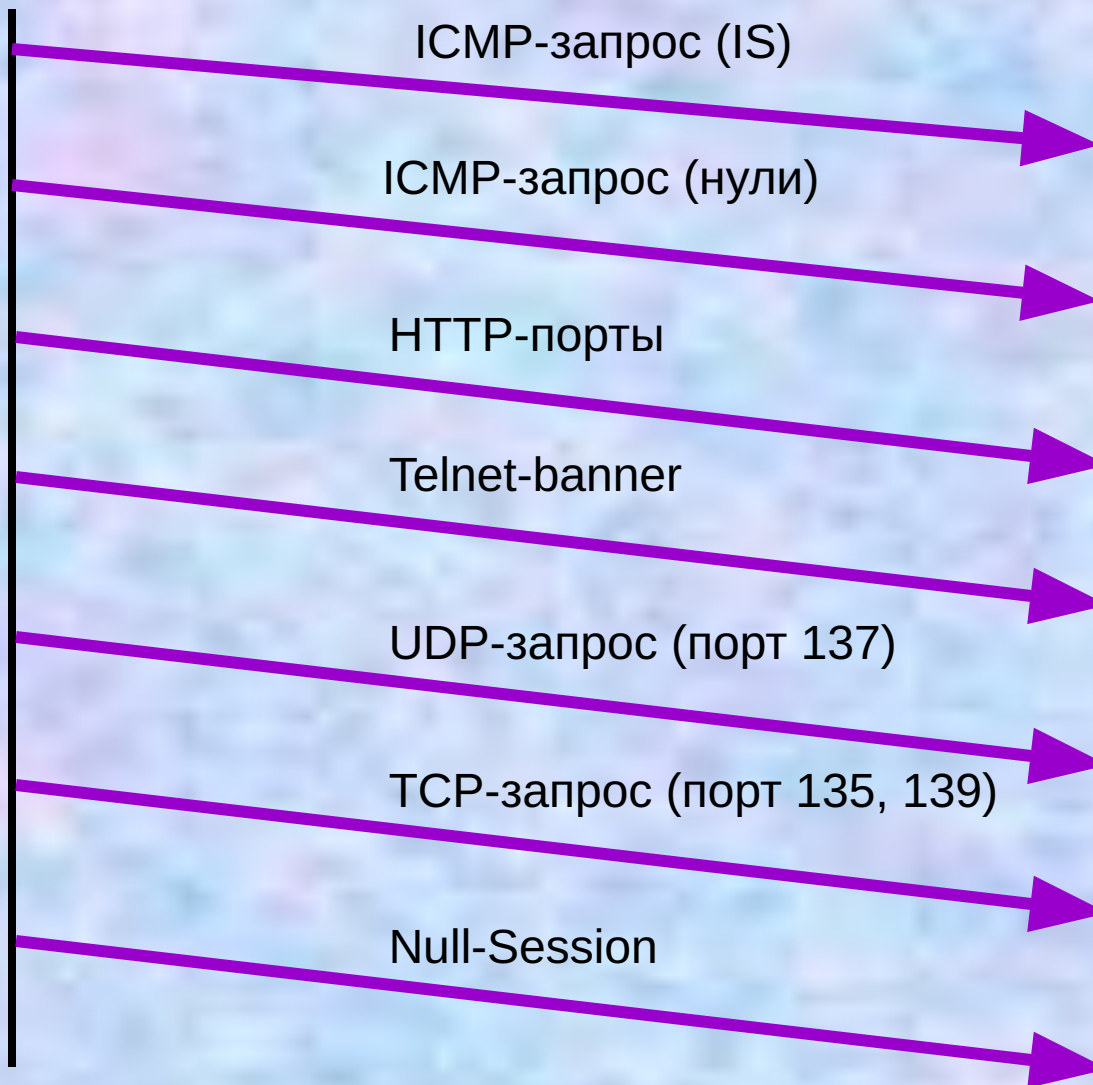 ICMP-запрос (IS)
ICMP-запрос (нули)
HTTP-порты
Telnet-banner
UDP-запрос (порт 137)
TCP-запрос (порт 135, 139)
Null-Session